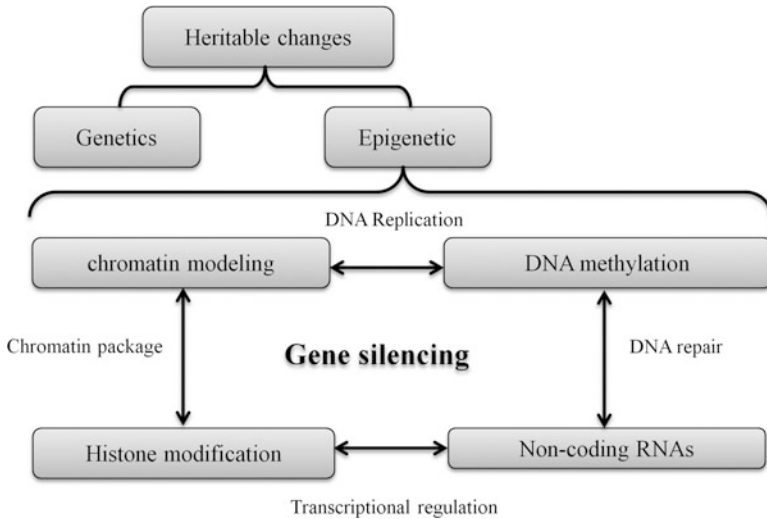 Heritable changes
Genetics
Epigenetic
DNA Replication
chromatin modeling
DNA methylation
Chromatin package
Gene silencing
DNA repair
Histone modification
Non-coding RNAs
Transcriptional regulation